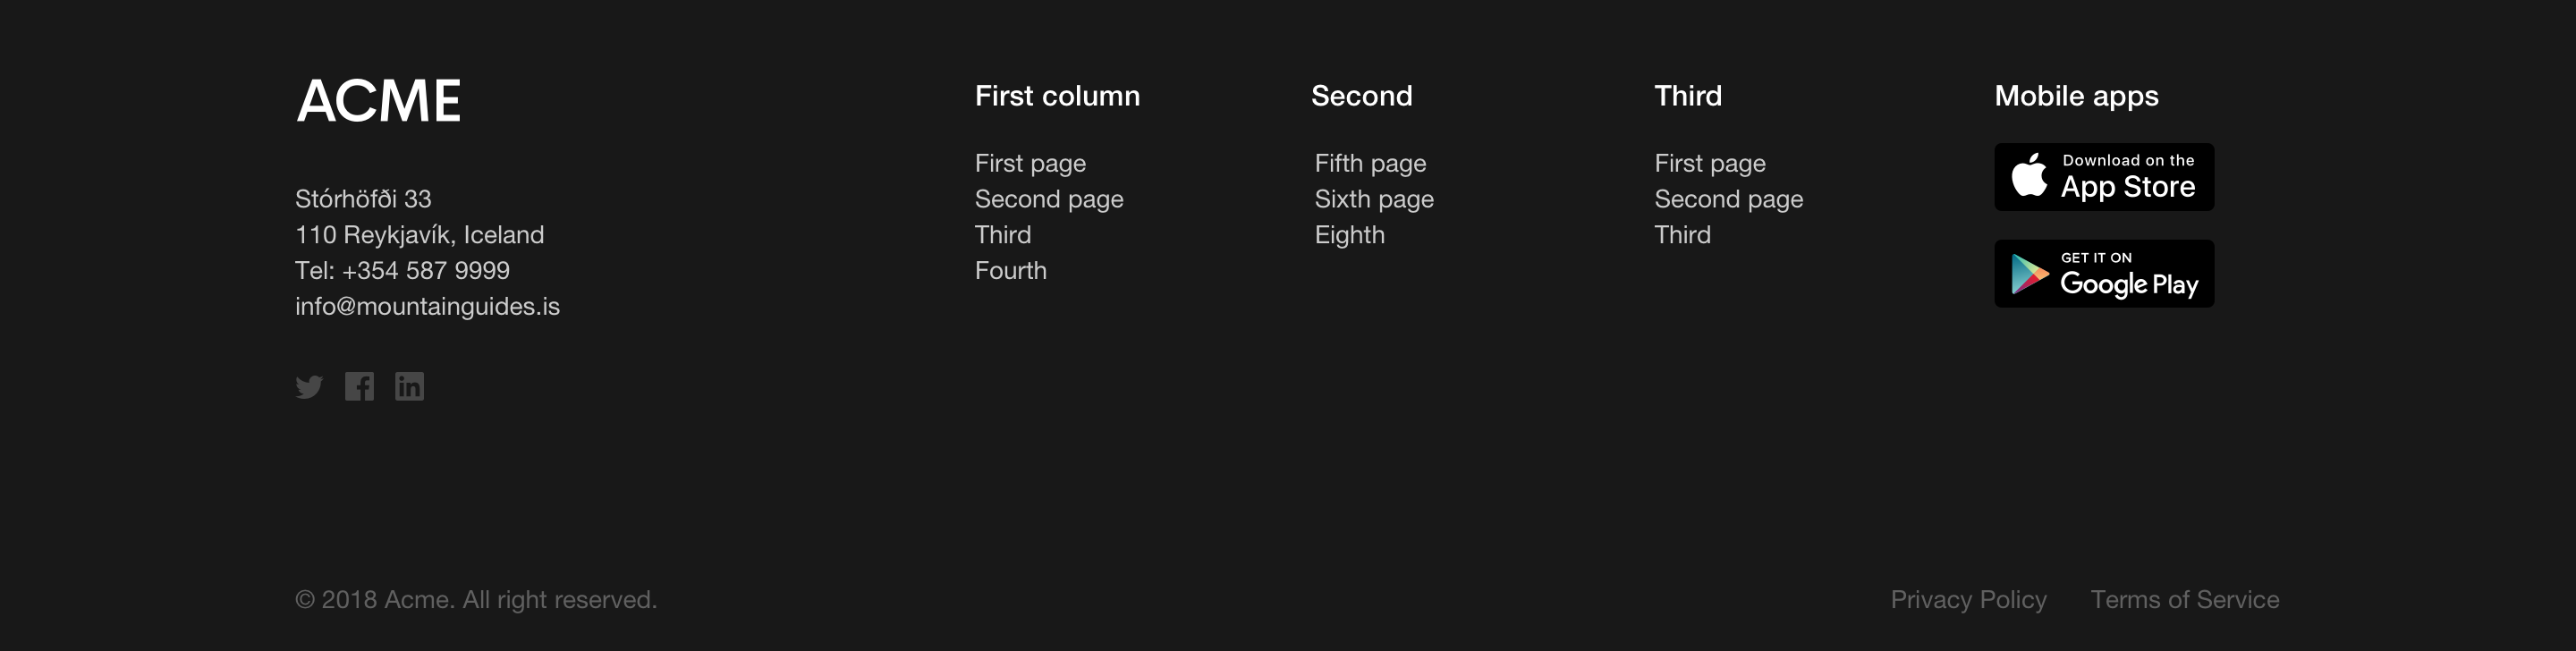 ACME
Stórhöfði 33
110 Reykjavík, Iceland
Tel: +354 587 9999
info@mountainguides.is
First column
First page
Second page
Third
Fourth
Second
Fifth page
Sixth page
Eighth
Third
First page
Second page
Third
Mobile apps
Download on the
App Store
GET IT ON
Google Play
© 2018 Acme. All right reserved.
Privacy Policy
Terms of Service